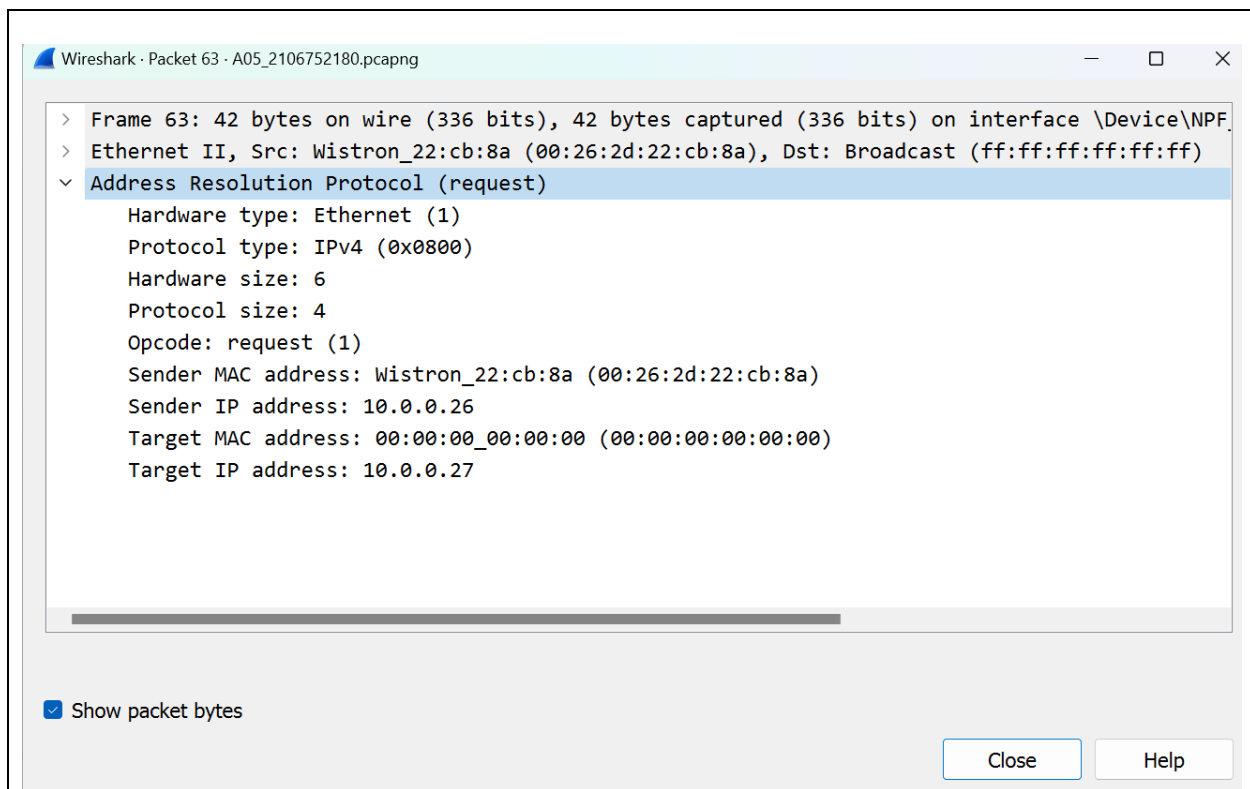 Wireshark · Packet 63 · A05_2106752180.pcapng
Frame 63: 42 bytes on wire (336 bits), 42 bytes captured (336 bits) on interface \Device\NPF_
Ethernet II, Src: Wistron_22:cb:8a (00:26:2d:22:cb:8a), Dst: Broadcast (ff:ff:ff:ff:ff:ff)
Address Resolution Protocol (request)
Hardware type: Ethernet (1)
Protocol type: IPv4 (0x0800)
Hardware size: 6
Protocol size: 4
Opcode: request (1)
Sender MAC address: Wistron_22:cb:8a (00:26:2d:22:cb:8a)
Sender IP address: 10.0.0.26
Target MAC address: 00:00:00_00:00:00 (00:00:00:00:00:00)
Target IP address: 10.0.0.27
Show packet bytes
Close Help